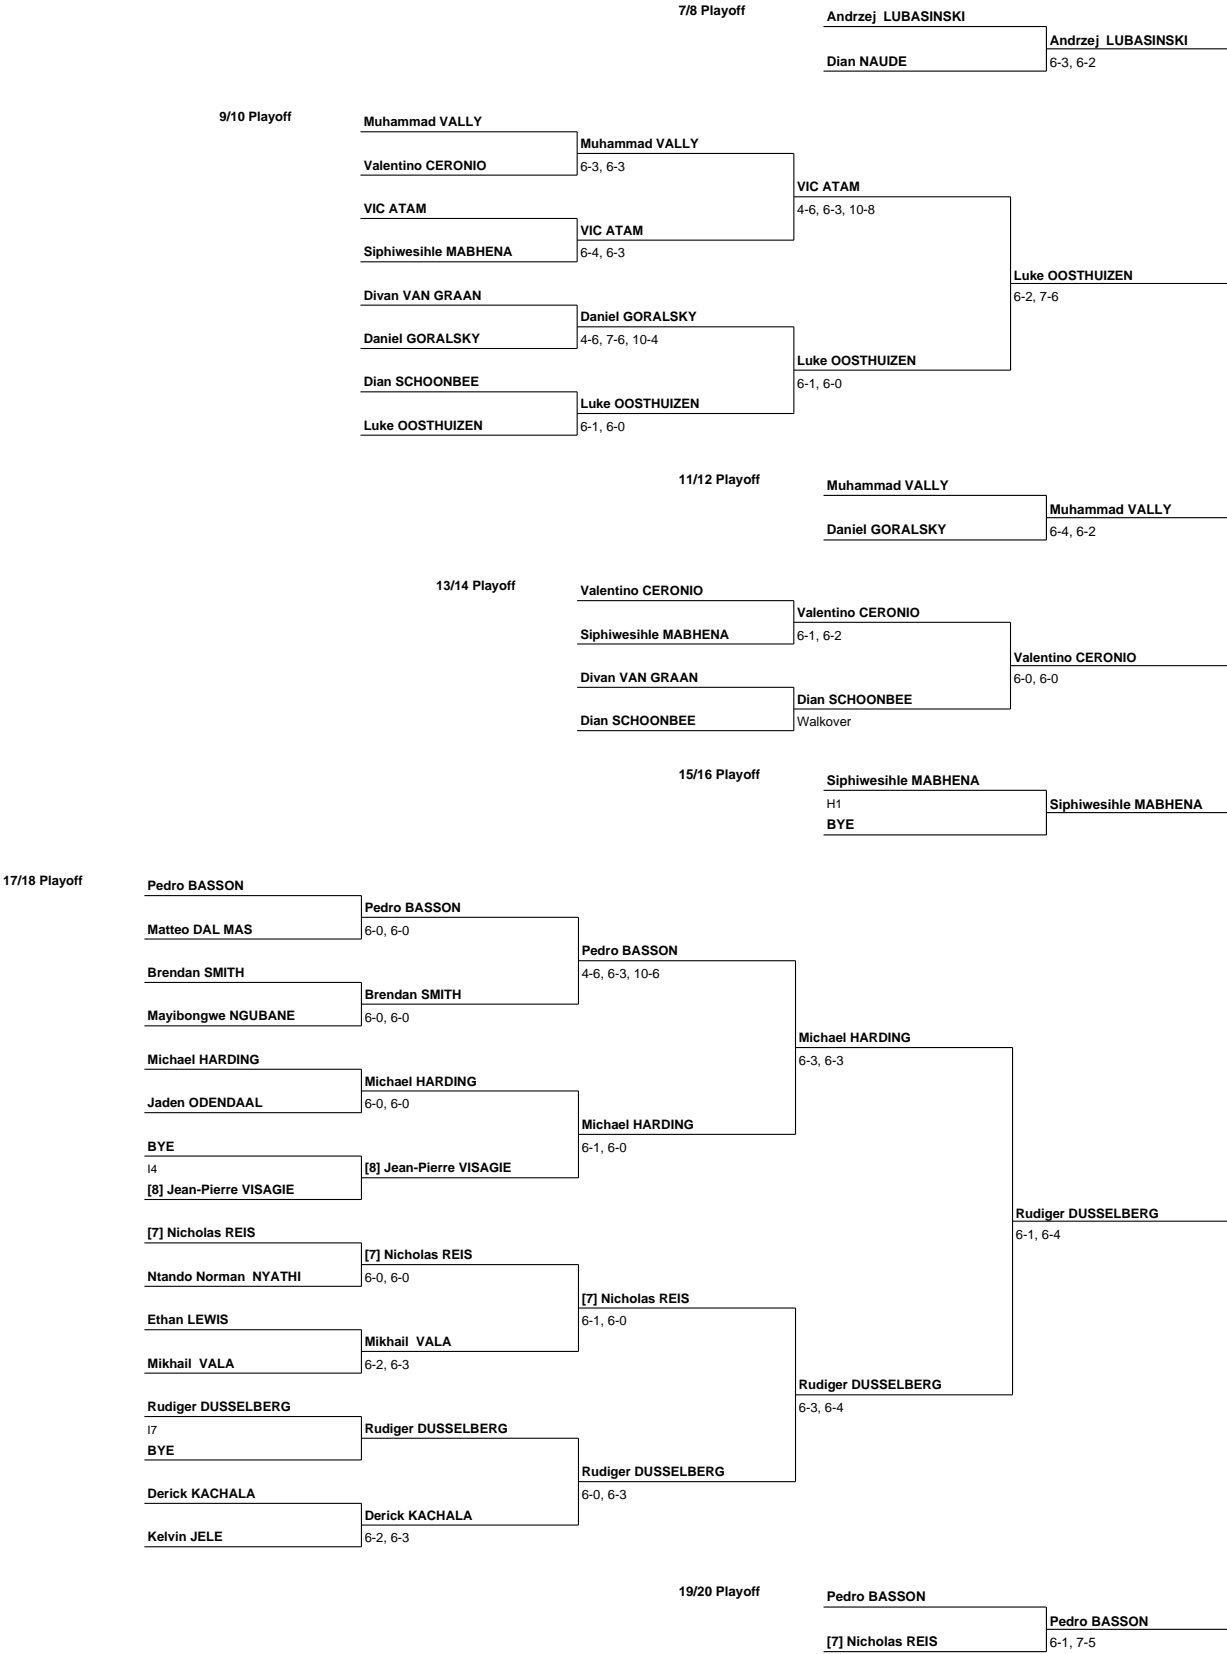 7/8 Playoff
Andrzej  LUBASINSKI
Andrzej  LUBASINSKI
Dian NAUDE
6-3, 6-2
9/10 Playoff
Muhammad VALLY
Muhammad VALLY
Valentino CERONIO
6-3, 6-3
VIC ATAM
VIC ATAM
4-6, 6-3, 10-8
VIC ATAM
Siphiwesihle MABHENA
6-4, 6-3
Luke OOSTHUIZEN
Divan VAN GRAAN
6-2, 7-6
Daniel GORALSKY
Daniel GORALSKY
4-6, 7-6, 10-4
Luke OOSTHUIZEN
Dian SCHOONBEE
6-1, 6-0
Luke OOSTHUIZEN
Luke OOSTHUIZEN
6-1, 6-0
11/12 Playoff
Muhammad VALLY
Muhammad VALLY
Daniel GORALSKY
6-4, 6-2
13/14 Playoff
Valentino CERONIO
Valentino CERONIO
Siphiwesihle MABHENA
6-1, 6-2
Valentino CERONIO
Divan VAN GRAAN
6-0, 6-0
Dian SCHOONBEE
Dian SCHOONBEE
Walkover
15/16 Playoff
Siphiwesihle MABHENA
H1
Siphiwesihle MABHENA
BYE
17/18 Playoff
Pedro BASSON
Pedro BASSON
Matteo DAL MAS
6-0, 6-0
Pedro BASSON
Brendan SMITH
4-6, 6-3, 10-6
Brendan SMITH
Mayibongwe NGUBANE
6-0, 6-0
Michael HARDING
Michael HARDING
6-3, 6-3
Michael HARDING
Jaden ODENDAAL
6-0, 6-0
Michael HARDING
BYE
6-1, 6-0
I4
[8] Jean-Pierre VISAGIE
[8] Jean-Pierre VISAGIE
Rudiger DUSSELBERG
[7] Nicholas REIS
6-1, 6-4
[7] Nicholas REIS
Ntando Norman  NYATHI
6-0, 6-0
[7] Nicholas REIS
Ethan LEWIS
6-1, 6-0
Mikhail  VALA
Mikhail  VALA
6-2, 6-3
Rudiger DUSSELBERG
Rudiger DUSSELBERG
6-3, 6-4
I7
Rudiger DUSSELBERG
BYE
Rudiger DUSSELBERG
Derick KACHALA
6-0, 6-3
Derick KACHALA
Kelvin JELE
6-2, 6-3
19/20 Playoff
Pedro BASSON
Pedro BASSON
[7] Nicholas REIS
6-1, 7-5